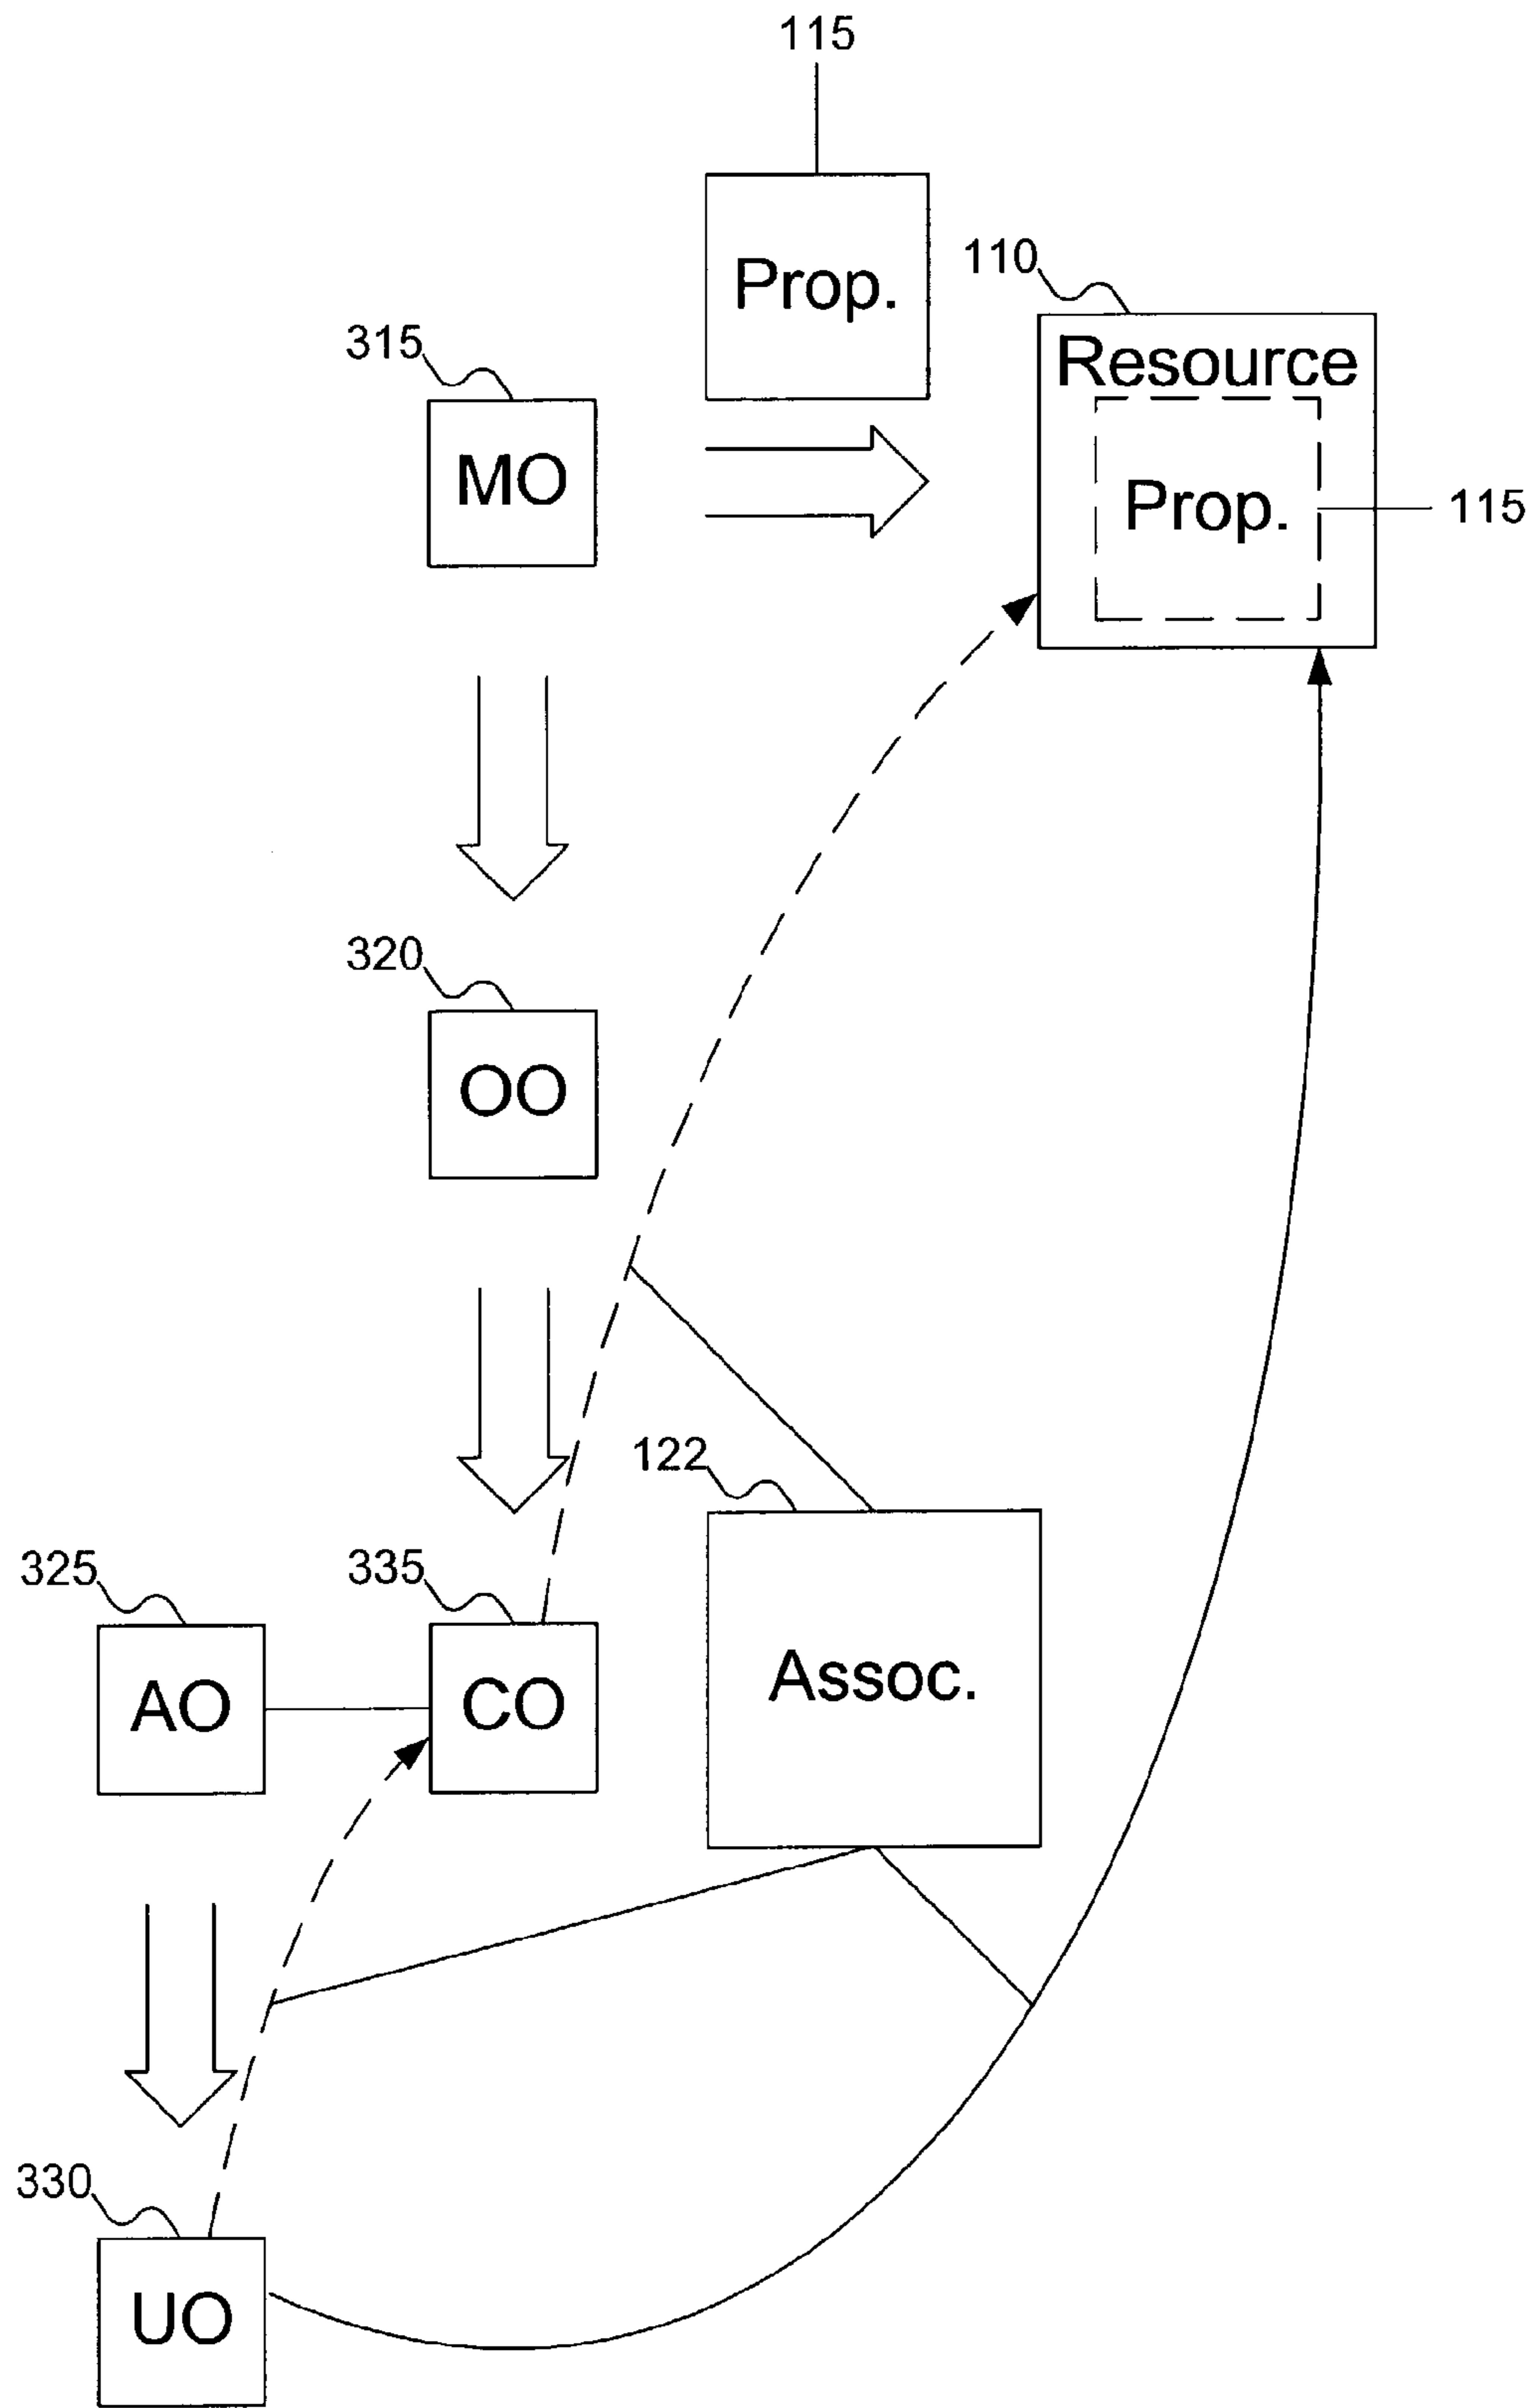 115
Prop.
110
Resource
315
MO
Prop.
115
320
OO
122
325
335
AO
CO
Assoc.
330
UO